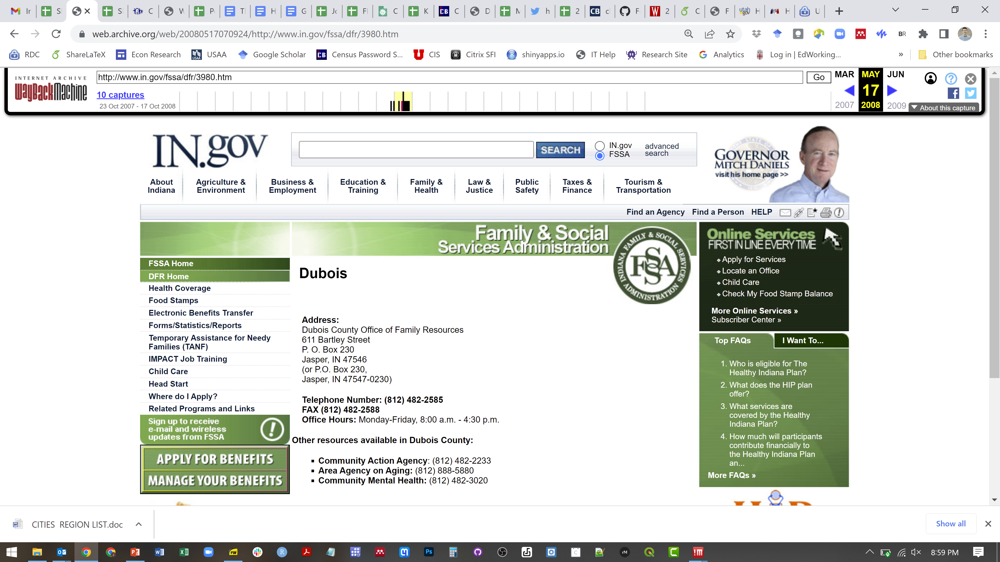 Ir
S
S
C
W
P
Tl
H
G
Jc
Fl
C
K
C
D
M
h
2
cl
F
2
C
F
H
H
U
web.archive.org/web/20080517070924/http://www.in.gov/fssa/dfr/3980.htm
BR
RDC
ShareLaTeX
Econ Research
USAA
Google Scholar
Census Password S...
CIS
Citrix SFI
shinyapps.io
IT Help
Research Site
Analytics
Log in | EdWorking...
»
Other bookmarks
INTERNET ARCHIVE
WayBackMachine
http://www.in.gov/fssa/dfr/3980.htm
Go
10 captures
23 Oct 2007 - 17 Oct 2008
MAR
MAY
JUN
17
2007
2008
2009
About this capture
IN.gov
SEARCH
IN.gov
FSSA
advanced
search
GOVERNOR
MITCH DANIELS
visit his home page >>
About
Indiana
Agriculture &
Environment
Business &
Employment
Education &
Training
Family &
Health
Law &
Justice
Public
Safety
Taxes &
Finance
Tourism &
Transportation
Find an Agency
Find a Person
HELP
Family & Social
Services Administration
INDIANA FAMILY & SOCIAL SERVICES ADMINISTRATION
FSSA
FSSA Home
DFR Home
Health Coverage
Food Stamps
Electronic Benefits Transfer
Forms/Statistics/Reports
Temporary Assistance for Needy
Families (TANF)
IMPACT Job Training
Child Care
Head Start
Where do I Apply?
Related Programs and Links
Sign up to receive
e-mail and wireless
updates from FSSA
APPLY FOR BENEFITS
MANAGE YOUR BENEFITS
Dubois
Address:
Dubois County Office of Family Resources
611 Bartley Street
P. O. Box 230
Jasper, IN 47546
(or P.O. Box 230,
Jasper, IN 47547-0230)
Telephone Number: (812) 482-2585
FAX (812) 482-2588
Office Hours: Monday-Friday, 8:00 a.m. - 4:30 p.m.
Other resources available in Dubois County:
Community Action Agency: (812) 482-2233
Area Agency on Aging: (812) 888-5880
Community Mental Health: (812) 482-3020
Online Services
FIRST IN LINE EVERY TIME
Apply for Services
Locate an Office
Child Care
Check My Food Stamp Balance
More Online Services »
Subscriber Center »
Top FAQs
I Want To...
1. Who is eligible for The
Healthy Indiana Plan?
2. What does the HIP plan
offer?
3. What services are
covered by the Healthy
Indiana Plan?
4. How much will participants
contribute financially to
the Healthy Indiana Plan
an...
More FAQs »
CITIES REGION LIST.doc
Show all
8:59 PM